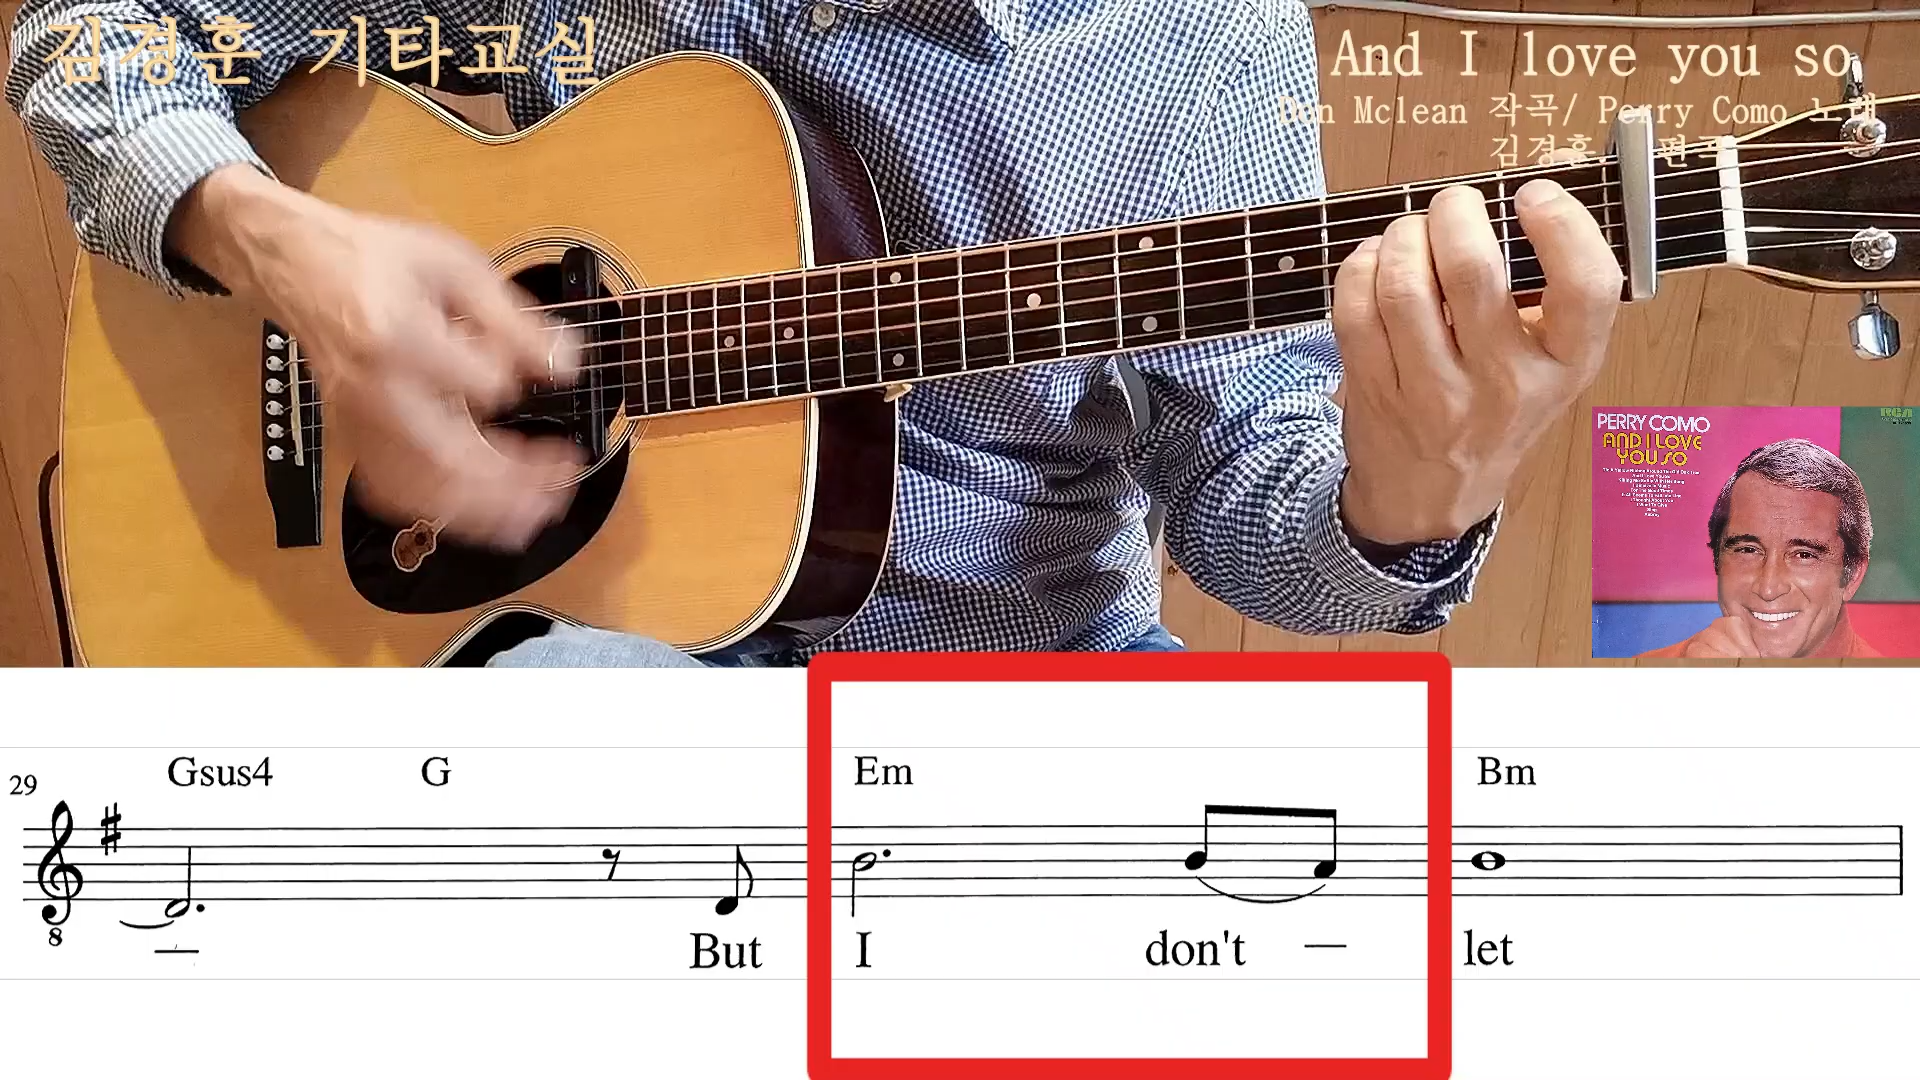 김경훈 기타교실
And I love you so
Don Mclean 작곡/ Perry Como 노래
김경훈 편곡
PERRY COMO
AND I LOVE
YOU SO
RCA
29 Gsus4 G Em Bm
8
But I don't let